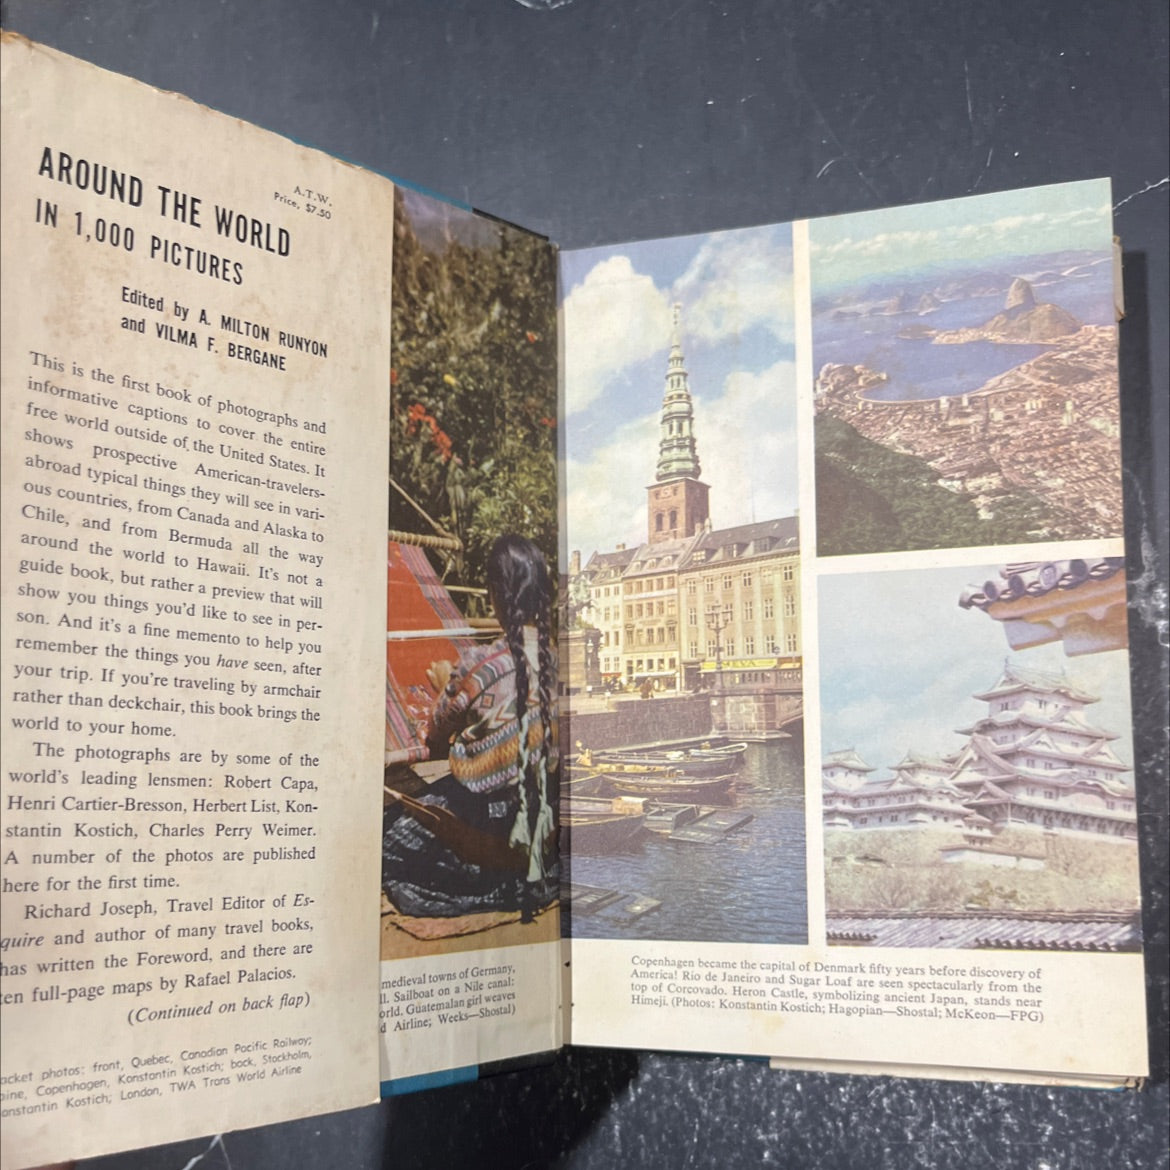 A.T.W.
Price, $7.50
AROUND THE WORLD
IN 1,000 PICTURES
Edited by A. MILTON RUNYON
and VILMA F. BERGANE
This is the first book of photographs and
informative captions to cover the entire
free world outside of the United States. It
shows prospective American-travelers-
abroad typical things they will see in vari-
ous countries, from Canada and Alaska to
Chile, and from Bermuda all the way
around the world to Hawaii. It's not a
guide book, but rather a preview that will
show you things you'd like to see in per-
son. And it's a fine memento to help you
remember the things you have seen, after
your trip. If you're traveling by armchair
rather than deckchair, this book brings the
world to your home.
The photographs are by some of the
world's leading lensmen: Robert Capa,
Henri Cartier-Bresson, Herbert List, Kon-
stantin Kostich, Charles Perry Weimer.
A number of the photos are published
here for the first time.
Richard Joseph, Travel Editor of Es-
quire and author of many travel books,
has written the Foreword, and there are
ten full-page maps by Rafael Palacios.
(Continued on back flap)
acket photos: front, Quebec, Canadian Pacific Railway;
pine, Copenhagen, Konstantin Kostich; back, Stockholm,
onstantin Kostich; London, TWA Trans World Airline
medieval towns of Germany,
ll. Sailboat on a Nile canal:
orld. Guatemalan girl weaves
d Airline; Weeks—Shostal)
Copenhagen became the capital of Denmark fifty years before discovery of
America! Rio de Janeiro and Sugar Loaf are seen spectacularly from the
top of Corcovado. Heron Castle, symbolizing ancient Japan, stands near
Himeji. (Photos: Konstantin Kostich; Hagopian—Shostal; McKeon—FPG)